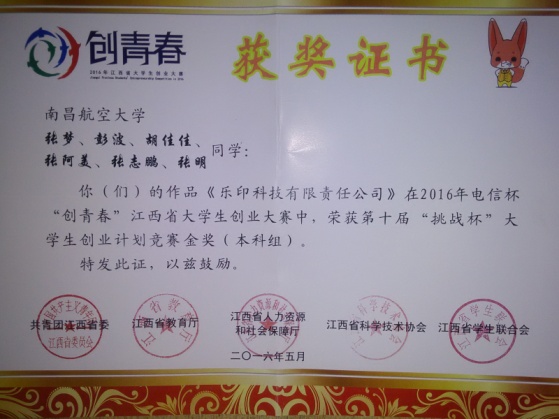 创青春
2016年江西省大学生创业大赛
获奖证书
南昌航空大学
张梦、彭波、胡佳佳、
张阿美、张志鹏、张明
同学：
你（们）的作品《乐印科技有限责任公司》在2016年电信杯
“创青春”江西省大学生创业大赛中，荣获第十届“挑战杯”大
学生创业计划竞赛金奖（本科组）。
特发此证，以兹鼓励。
共青团江西省委
江西省教育厅
江西省人力资源
和社会保障厅
江西省科学技术协会
江西省学生联合会
二〇一六年五月